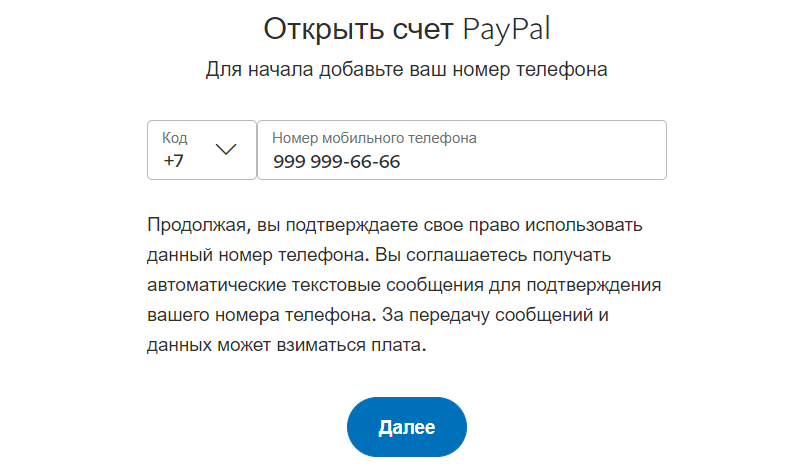 Открыть счет PayPal
Для начала добавьте ваш номер телефона
Код
+7
Номер мобильного телефона
999 999-66-66
Продолжая, вы подтверждаете свое право использовать
данный номер телефона. Вы соглашаетесь получать
автоматические текстовые сообщения для подтверждения
вашего номера телефона. За передачу сообщений и
данных может взиматься плата.
Далее